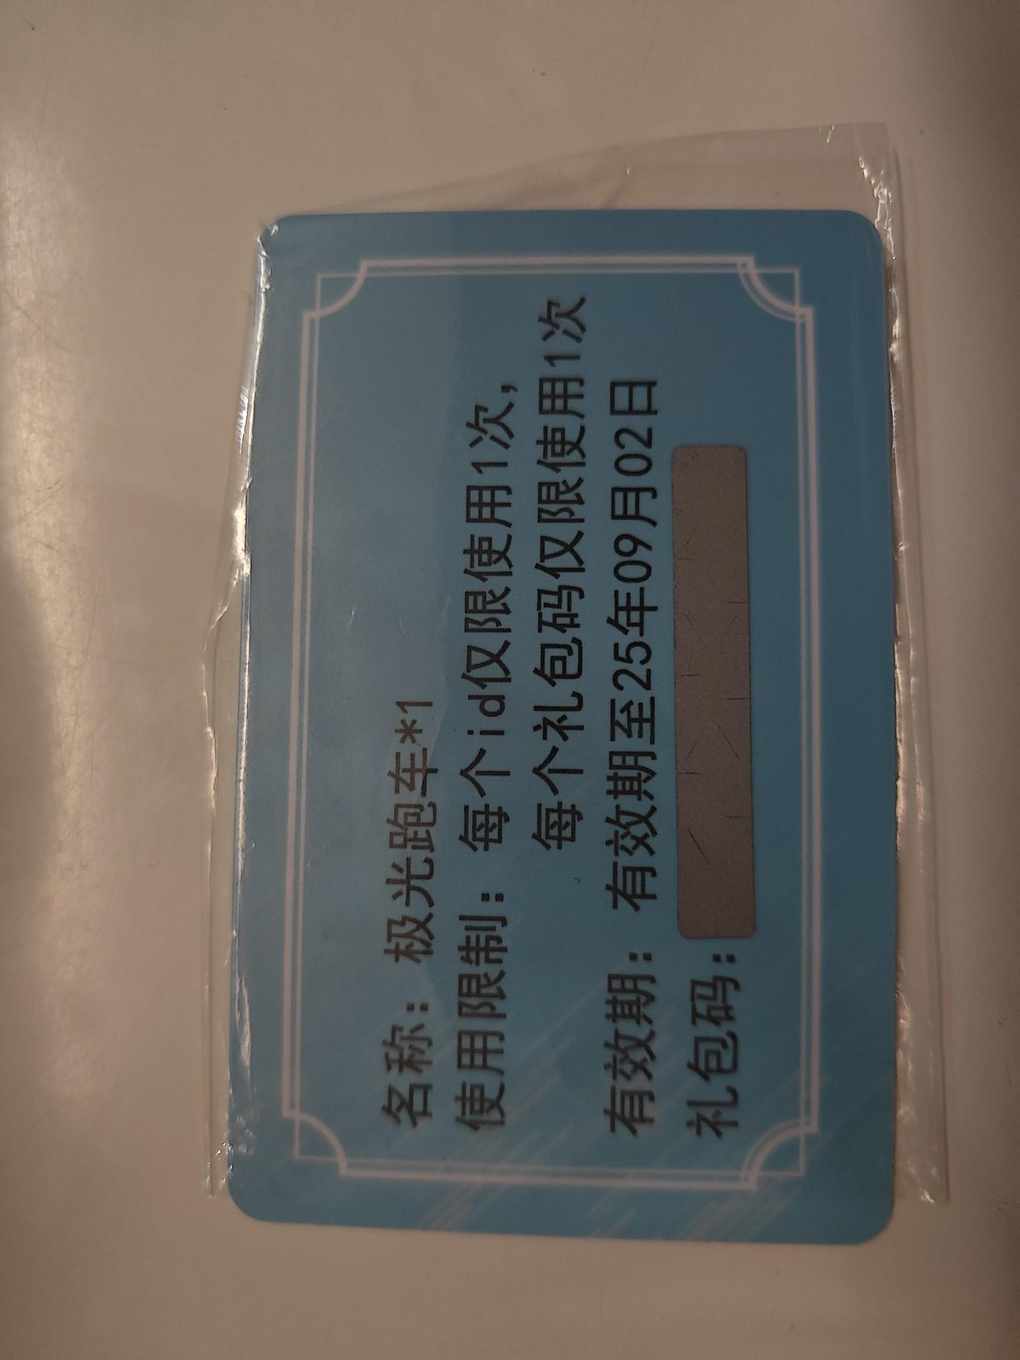 名称：极光跑车*1
使用限制：每个id仅限使用1次，
每个礼包码仅限使用1次
有效期：有效期至25年09月02日
礼包码：